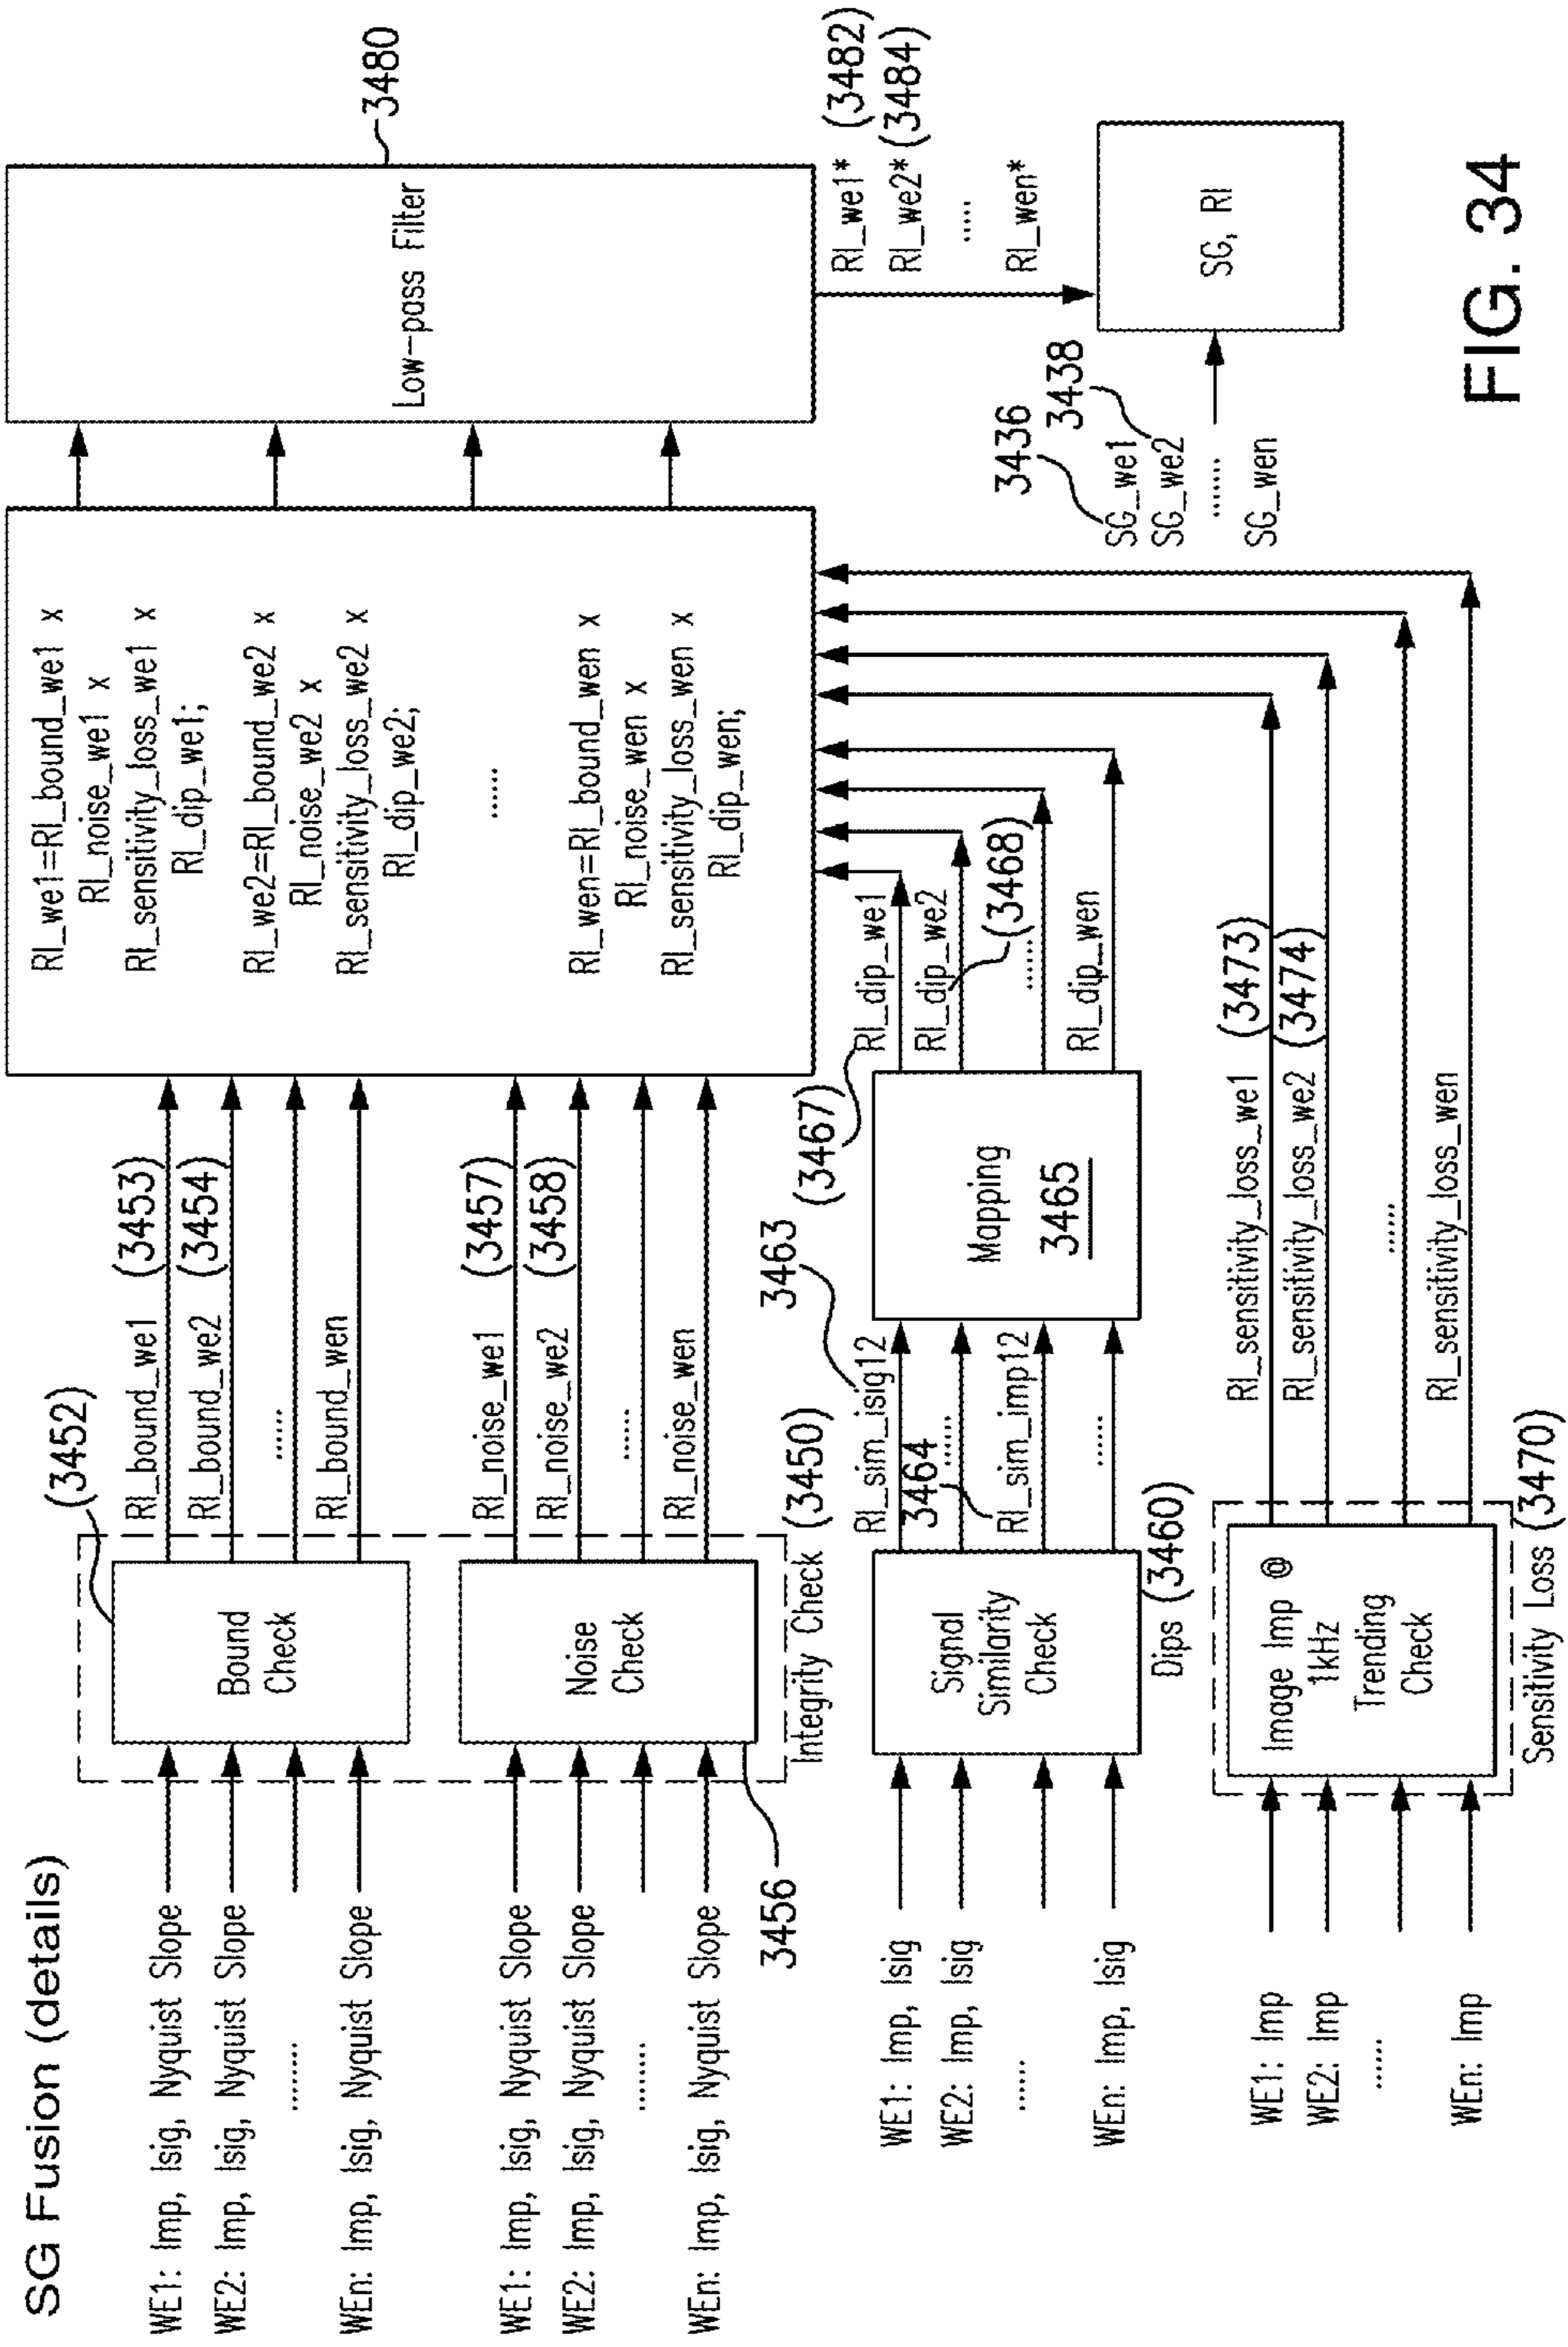 SG Fusion (details)
WE1: Imp, Isig, Nyquist Slope
WE2: Imp, Isig, Nyquist Slope
........
WEn: Imp, Isig, Nyquist Slope
(3452)
Bound
Check
RI_bound_we1 (3453)
RI_bound_we2 (3454)
......
RI_bound_wen
WE1: Imp, Isig, Nyquist Slope
WE2: Imp, Isig, Nyquist Slope
........
WEn: Imp, Isig, Nyquist Slope
3456
Noise
Check
RI_noise_we1 (3457)
RI_noise_we2 (3458)
......
RI_noise_wen
Integrity Check (3450)
WE1: Imp, Isig
WE2: Imp, Isig
......
WEn: Imp, Isig
Signal
Similarity
Check
Dips (3460)
3463
RI_sim_isig12
......
3464
RI_sim_imp12
......
Mapping
3465
(3467)
RI_dip_we1
RI_dip_we2
(3468)
......
RI_dip_wen
WE1: Imp
WE2: Imp
......
WEn: Imp
Image Imp @
1kHz
Trending
Check
Sensitivity Loss (3470)
RI_sensitivity_loss_we1 (3473)
RI_sensitivity_loss_we2 (3474)
......
RI_sensitivity_loss_wen
RI_we1=RI_bound_we1 x
RI_noise_we1 x
RI_sensitivity_loss_we1 x
RI_dip_we1;
RI_we2=RI_bound_we2 x
RI_noise_we2 x
RI_sensitivity_loss_we2 x
RI_dip_we2;
......
RI_wen=RI_bound_wen x
RI_noise_wen x
RI_sensitivity_loss_wen x
RI_dip_wen;
Low-pass Filter
3480
RI_we1* (3482)
RI_we2* (3484)
.....
RI_wen*
3436
3438
SG_we1
SG_we2
.......
SG_wen
SG, RI
FIG. 34